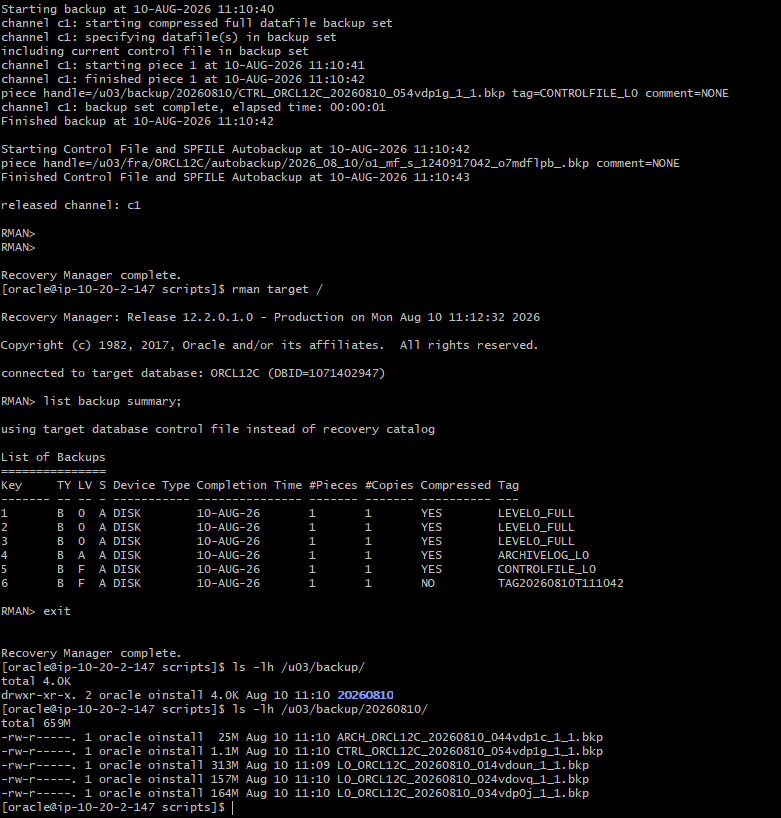 Starting backup at 10-AUG-2026 11:10:40
channel c1: starting compressed full datafile backup set
channel c1: specifying datafile(s) in backup set
including current control file in backup set
channel c1: starting piece 1 at 10-AUG-2026 11:10:41
channel c1: finished piece 1 at 10-AUG-2026 11:10:42
piece handle=/u03/backup/20260810/CTRL_ORCL12C_20260810_054vdp1g_1_1.bkp tag=CONTROLFILE_L0 comment=NONE
channel c1: backup set complete, elapsed time: 00:00:01
Finished backup at 10-AUG-2026 11:10:42

Starting Control File and SPFILE Autobackup at 10-AUG-2026 11:10:42
piece handle=/u03/fra/ORCL12C/autobackup/2026_08_10/o1_mf_s_1240917042_o7mdflpb_.bkp comment=NONE
Finished Control File and SPFILE Autobackup at 10-AUG-2026 11:10:43

released channel: c1

RMAN>
RMAN>

Recovery Manager complete.
[oracle@ip-10-20-2-147 scripts]$ rman target /

Recovery Manager: Release 12.2.0.1.0 - Production on Mon Aug 10 11:12:32 2026

Copyright (c) 1982, 2017, Oracle and/or its affiliates.  All rights reserved.

connected to target database: ORCL12C (DBID=1071402947)

RMAN> list backup summary;

using target database control file instead of recovery catalog

List of Backups
===============
Key     TY LV S Device Type Completion Time #Pieces #Copies Compressed Tag
------- -- -- - ----------- --------------- ------- ------- ---------- ---
1       B  0  A DISK        10-AUG-26       1       1       YES        LEVEL0_FULL
2       B  0  A DISK        10-AUG-26       1       1       YES        LEVEL0_FULL
3       B  0  A DISK        10-AUG-26       1       1       YES        LEVEL0_FULL
4       B  A  A DISK        10-AUG-26       1       1       YES        ARCHIVELOG_L0
5       B  F  A DISK        10-AUG-26       1       1       YES        CONTROLFILE_L0
6       B  F  A DISK        10-AUG-26       1       1       NO         TAG20260810T111042

RMAN> exit


Recovery Manager complete.
[oracle@ip-10-20-2-147 scripts]$ ls -lh /u03/backup/
total 4.0K
drwxr-xr-x. 2 oracle oinstall 4.0K Aug 10 11:10 20260810
[oracle@ip-10-20-2-147 scripts]$ ls -lh /u03/backup/20260810/
total 659M
-rw-r-----. 1 oracle oinstall  25M Aug 10 11:10 ARCH_ORCL12C_20260810_044vdp1c_1_1.bkp
-rw-r-----. 1 oracle oinstall 1.1M Aug 10 11:10 CTRL_ORCL12C_20260810_054vdp1g_1_1.bkp
-rw-r-----. 1 oracle oinstall 313M Aug 10 11:09 L0_ORCL12C_20260810_014vdoun_1_1.bkp
-rw-r-----. 1 oracle oinstall 157M Aug 10 11:10 L0_ORCL12C_20260810_024vdovq_1_1.bkp
-rw-r-----. 1 oracle oinstall 164M Aug 10 11:10 L0_ORCL12C_20260810_034vdp0j_1_1.bkp
[oracle@ip-10-20-2-147 scripts]$